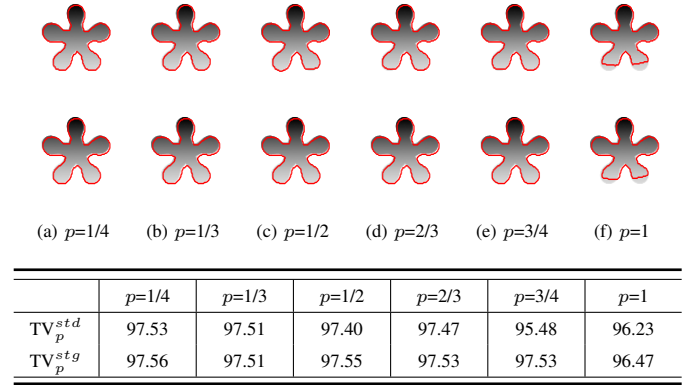 (a) p=1/4 (b) p=1/3 (c) p=1/2 (d) p=2/3 (e) p=3/4 (f) p=1
p=1/4 p=1/3 p=1/2 p=2/3 p=3/4 p=1
TV_p^{std} 97.53 97.51 97.40 97.47 95.48 96.23
TV_p^{stg} 97.56 97.51 97.55 97.53 97.53 96.47